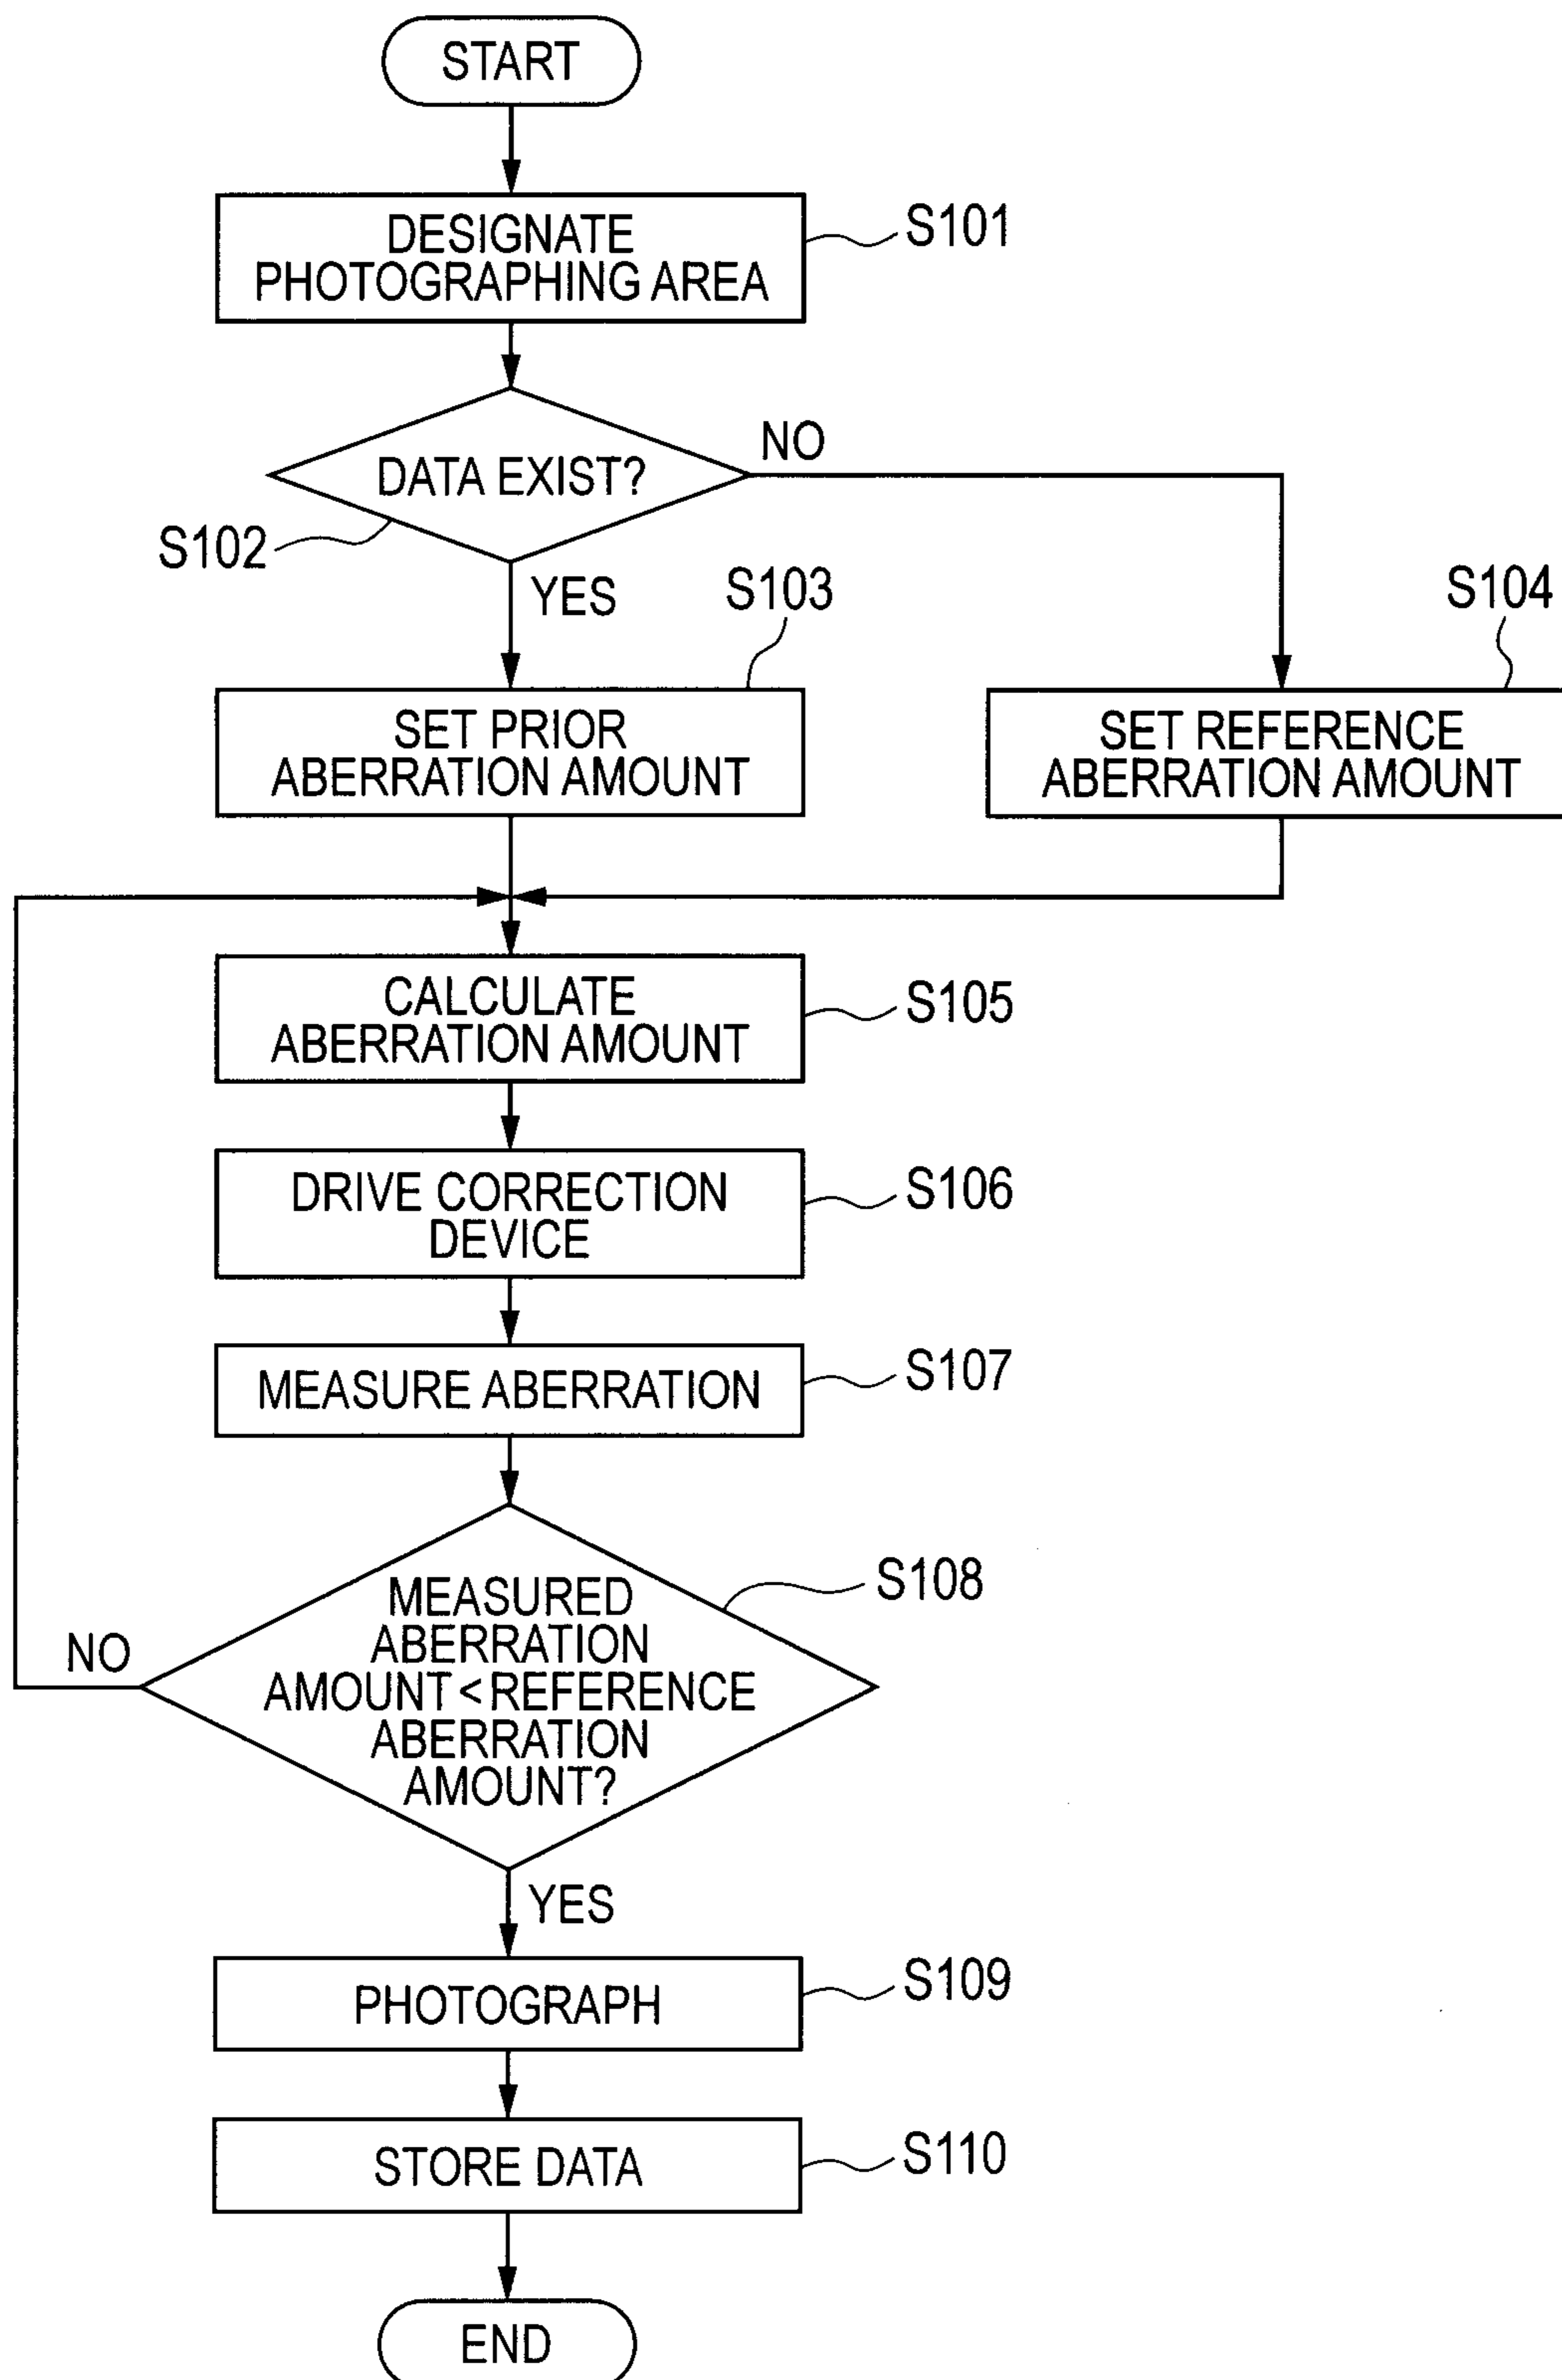 START
DESIGNATE
PHOTOGRAPHING AREA
S101
DATA EXIST?
NO
S102
YES
S103
S104
SET PRIOR
ABERRATION AMOUNT
SET REFERENCE
ABERRATION AMOUNT
CALCULATE
ABERRATION AMOUNT
S105
DRIVE CORRECTION
DEVICE
S106
MEASURE ABERRATION
S107
MEASURED
ABERRATION
AMOUNT<REFERENCE
ABERRATION
AMOUNT?
S108
NO
YES
PHOTOGRAPH
S109
STORE DATA
S110
END